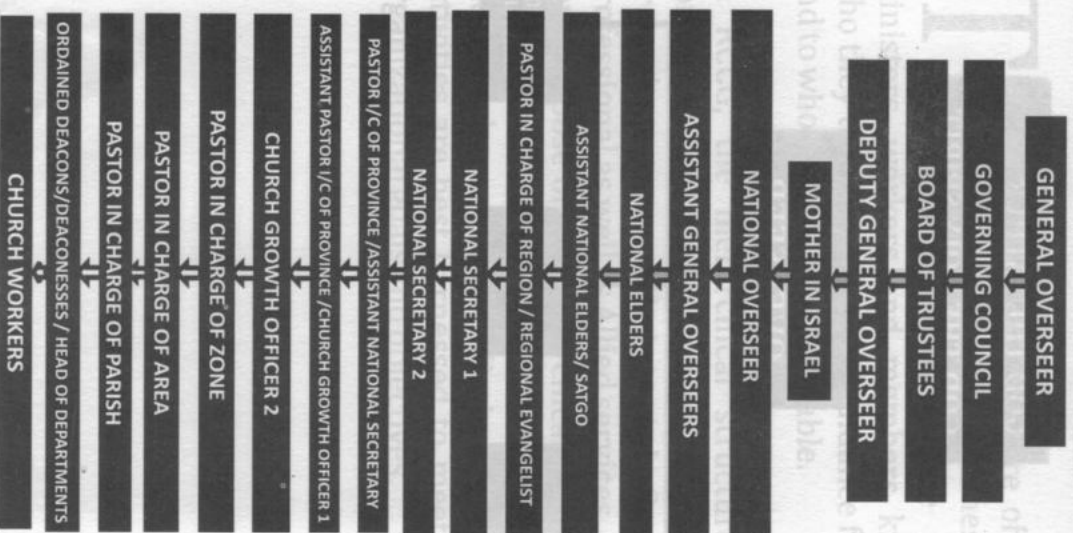 GENERAL OVERSEER
GOVERNING COUNCIL
BOARD OF TRUSTEES
DEPUTY GENERAL OVERSEER
MOTHER IN ISRAEL
NATIONAL OVERSEER
ASSISTANT GENERAL OVERSEERS
NATIONAL ELDERS
ASSISTANT NATIONAL ELDERS/ SATGO
PASTOR IN CHARGE OF REGION/ REGIONAL EVANGELIST
NATIONAL SECRETARY 1
NATIONAL SECRETARY 2
PASTOR I/C OF PROVINCE /ASSISTANT NATIONAL SECRETARY
ASSISTANT PASTOR I/C OF PROVINCE /CHURCH GROWTH OFFICER 1
CHURCH GROWTH OFFICER 2
PASTOR IN CHARGE OF ZONE
PASTOR IN CHARGE OF AREA
PASTOR IN CHARGE OF PARISH
ORDAINED DEACONS/DEACONESSES / HEAD OF DEPARTMENTS
CHURCH WORKERS